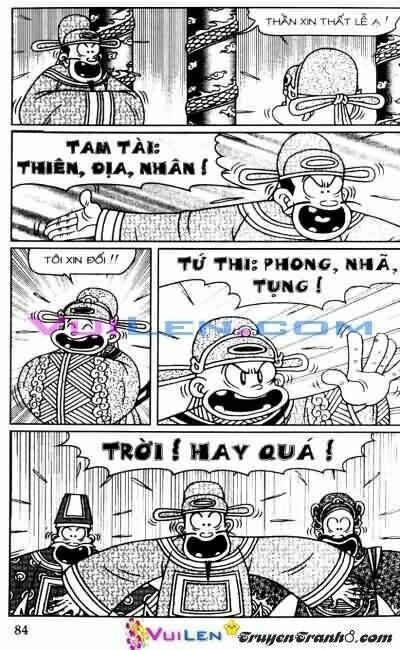 THẦN XIN THẤT LỄ Ạ!
TAM TÀI:
THIÊN, ĐỊA, NHÂN!
TÔI XIN ĐỐI!!
TỨ THI: PHONG, NHÃ,
TỤNG!
VUILEN.COM
TRỜI! HAY QUÁ!
84
VUILEN
TruyenTranh8.com